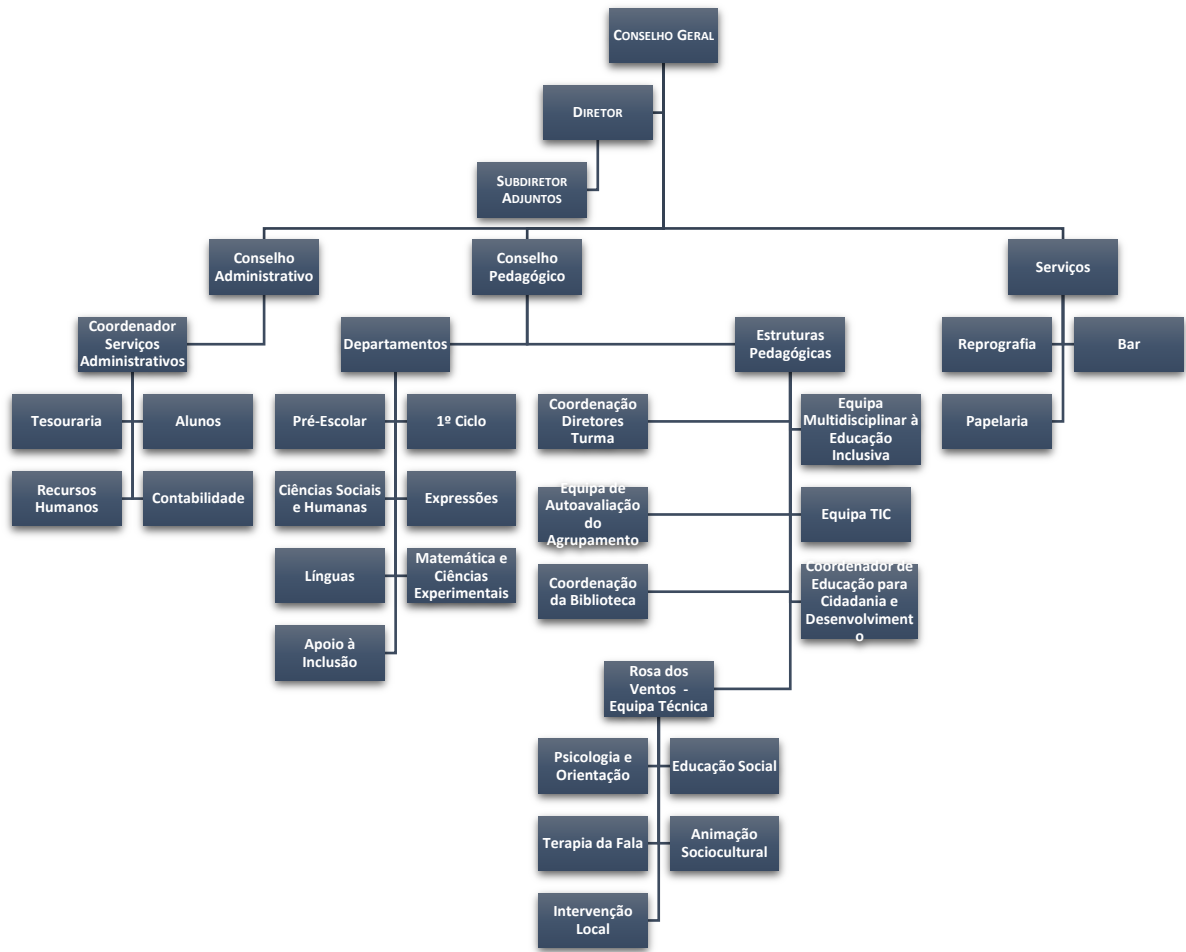 CONSELHO GERAL
DIRETOR
SUBDIRETOR
ADJUNTOS
Conselho
Administrativo
Conselho
Pedagógico
Serviços
Coordenador
Serviços
Administrativos
Departamentos
Estruturas
Pedagógicas
Reprografia
Bar
Tesouraria
Alunos
Pré-Escolar
1º Ciclo
Coordenação
Diretores
Turma
Equipa
Multidisciplinar à
Educação
Inclusiva
Papelaria
Recursos
Humanos
Contabilidade
Ciências Sociais
e Humanas
Expressões
Equipa de
Autoavaliação
do
Agrupamento
Equipa TIC
Línguas
Matemática e
Ciências
Experimentais
Coordenação
da Biblioteca
Coordenador de
Educação para
Cidadania e
Desenvolviment
o
Apoio à
Inclusão
Rosa dos
Ventos -
Equipa Técnica
Psicologia e
Orientação
Educação Social
Terapia da Fala
Animação
Sociocultural
Intervenção
Local